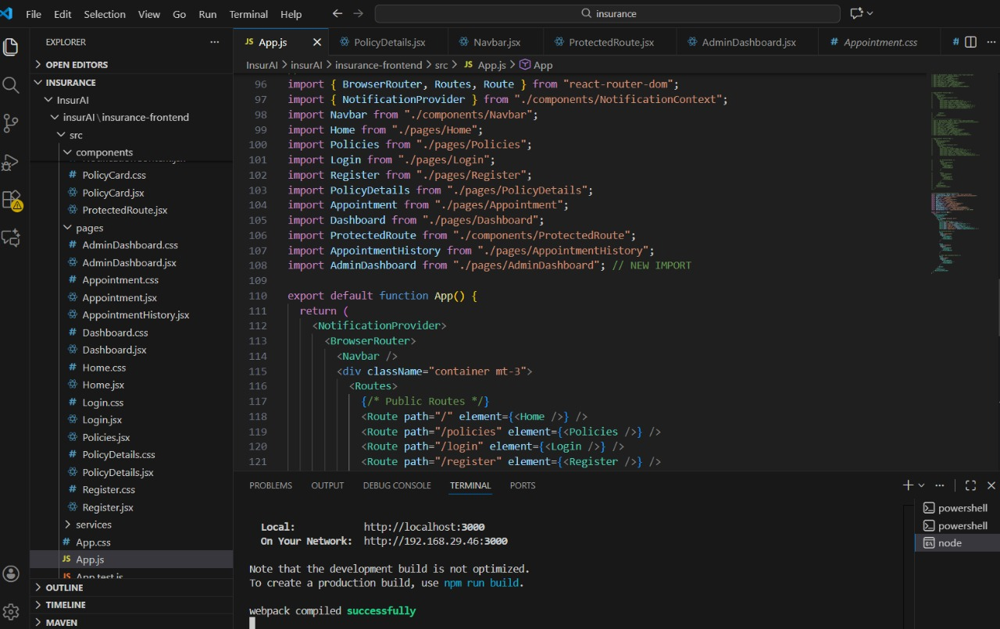 File Edit Selection View Go Run Terminal Help
insurance
EXPLORER
OPEN EDITORS
INSURANCE
InsurAI
insurAI\insurance-frontend
src
components
PolicyCard.css
PolicyCard.jsx
ProtectedRoute.jsx
pages
AdminDashboard.css
AdminDashboard.jsx
Appointment.css
Appointment.jsx
AppointmentHistory.jsx
Dashboard.css
Dashboard.jsx
Home.css
Home.jsx
Login.css
Login.jsx
Policies.jsx
PolicyDetails.css
PolicyDetails.jsx
Register.css
Register.jsx
services
App.css
JS App.js
JS App.test.js
OUTLINE
TIMELINE
MAVEN
JS App.js PolicyDetails.jsx Navbar.jsx ProtectedRoute.jsx AdminDashboard.jsx # Appointment.css #
InsurAI > insurAI > insurance-frontend > src > JS App.js > App
96 import { BrowserRouter, Routes, Route } from "react-router-dom";
97 import { NotificationProvider } from "./components/NotificationContext";
98 import Navbar from "./components/Navbar";
99 import Home from "./pages/Home";
100 import Policies from "./pages/Policies";
101 import Login from "./pages/Login";
102 import Register from "./pages/Register";
103 import PolicyDetails from "./pages/PolicyDetails";
104 import Appointment from "./pages/Appointment";
105 import Dashboard from "./pages/Dashboard";
106 import ProtectedRoute from "./components/ProtectedRoute";
107 import AppointmentHistory from "./pages/AppointmentHistory";
108 import AdminDashboard from "./pages/AdminDashboard"; // NEW IMPORT
109
110 export default function App() {
111 return (
112 <NotificationProvider>
113 <BrowserRouter>
114 <Navbar />
115 <div className="container mt-3">
116 <Routes>
117 {/* Public Routes */}
118 <Route path="/" element={<Home />} />
119 <Route path="/policies" element={<Policies />} />
120 <Route path="/login" element={<Login />} />
121 <Route path="/register" element={<Register />} />
PROBLEMS OUTPUT DEBUG CONSOLE TERMINAL PORTS
Local: http://localhost:3000
On Your Network: http://192.168.29.46:3000
Note that the development build is not optimized.
To create a production build, use npm run build.
webpack compiled successfully
powershell
powershell
node